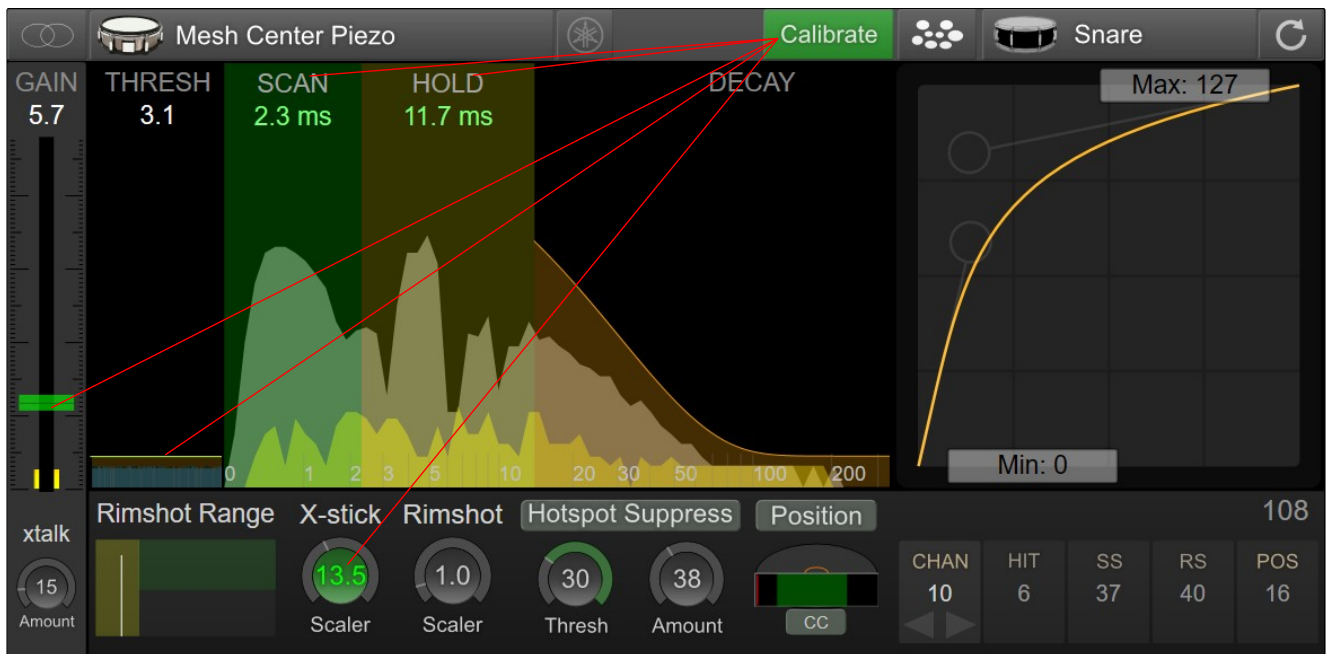 Mesh Center Piezo Calibrate Snare
GAIN THRESH SCAN HOLD DECAY Max: 127
5.7 3.1 2.3 ms 11.7 ms
0 1 2 3 5 10 20 30 50 100 200 Min: 0
Rimshot Range X-stick Rimshot Hotspot Suppress Position 108
xtalk
15 13.5 1.0 30 38 CHAN HIT SS RS POS
10 6 37 40 16
Amount Scaler Scaler Thresh Amount CC